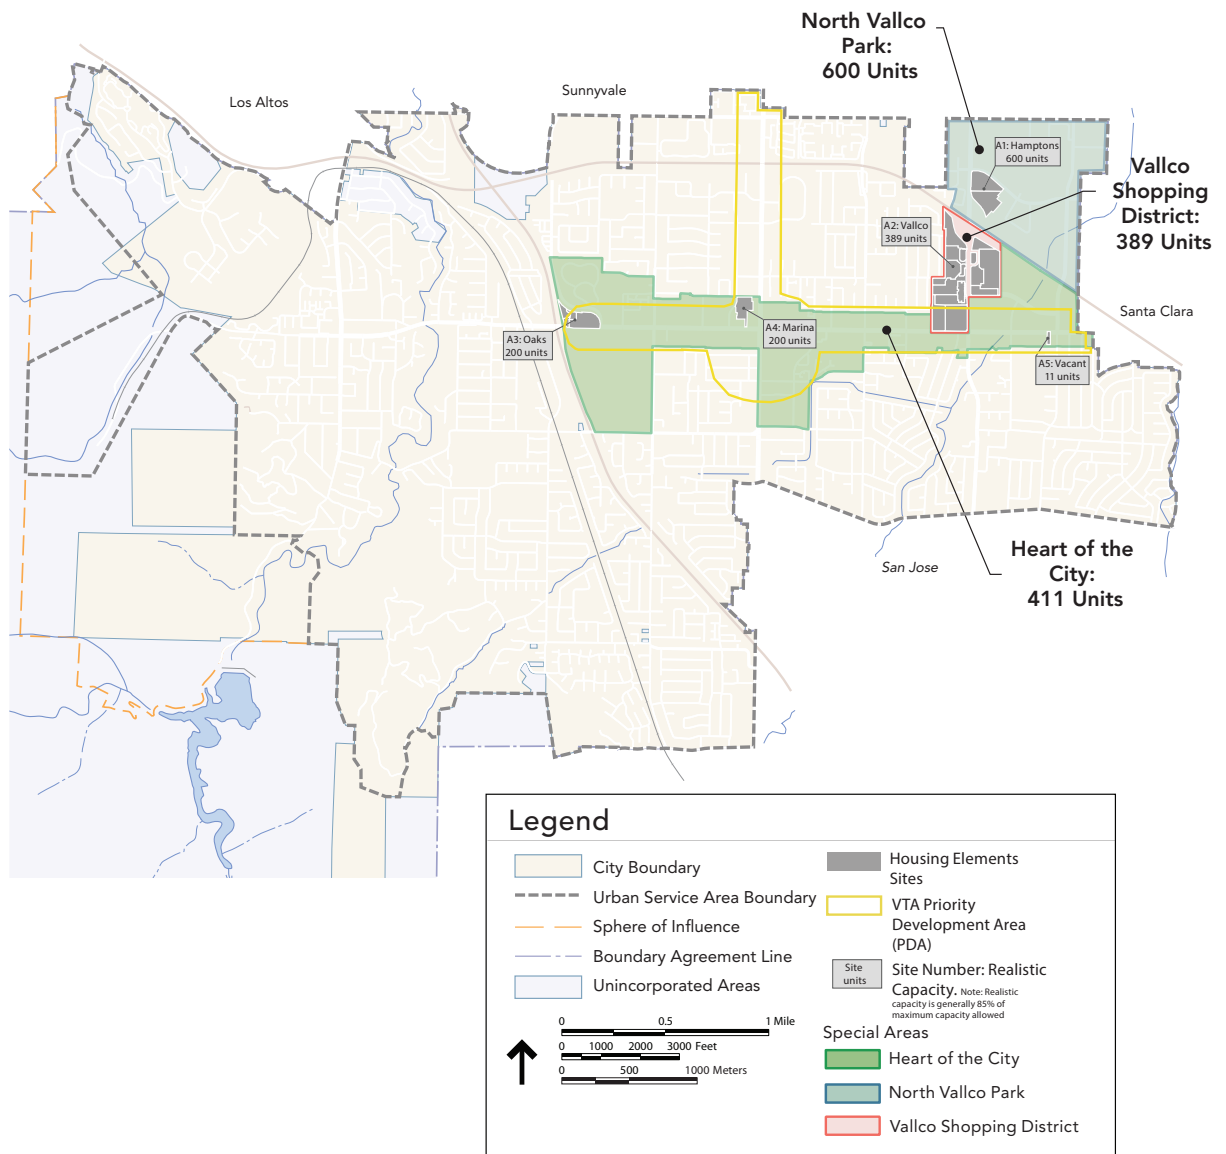 North Vallco
Park:
600 Units
Los Altos
Sunnyvale
A1: Hamptons
600 units
Vallco
Shopping
District:
389 Units
A2: Vallco
389 units
Santa Clara
A3: Oaks
200 units
A4: Marina
200 units
A5: Vacant
11 units
San Jose
Heart of the
City:
411 Units
Legend
City Boundary
Urban Service Area Boundary
Sphere of Influence
Boundary Agreement Line
Unincorporated Areas
0 0.5 1 Mile
0 1000 2000 3000 Feet
0 500 1000 Meters
Housing Elements
Sites
VTA Priority
Development Area
(PDA)
Site
units
Site Number: Realistic
Capacity. Note: Realistic
capacity is generally 85% of
maximum capacity allowed
Special Areas
Heart of the City
North Vallco Park
Vallco Shopping District